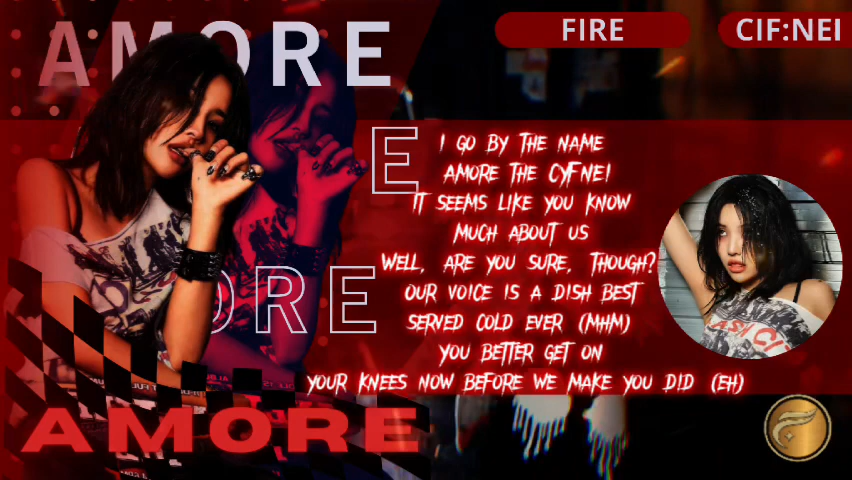 AMORE
FIRE
CIF:NEI
E
I GO BY THE NAME
AMORE THE CYFNEI
IT SEEMS LIKE YOU KNOW
MUCH ABOUT US
WELL, ARE YOU SURE, THOUGH?
OUR VOICE IS A DISH BEST
ORE
SERVED COLD EVER (MHM)
YOU BETTER GET ON
YOUR KNEES NOW BEFORE WE MAKE YOU DID (EH)
AMORE